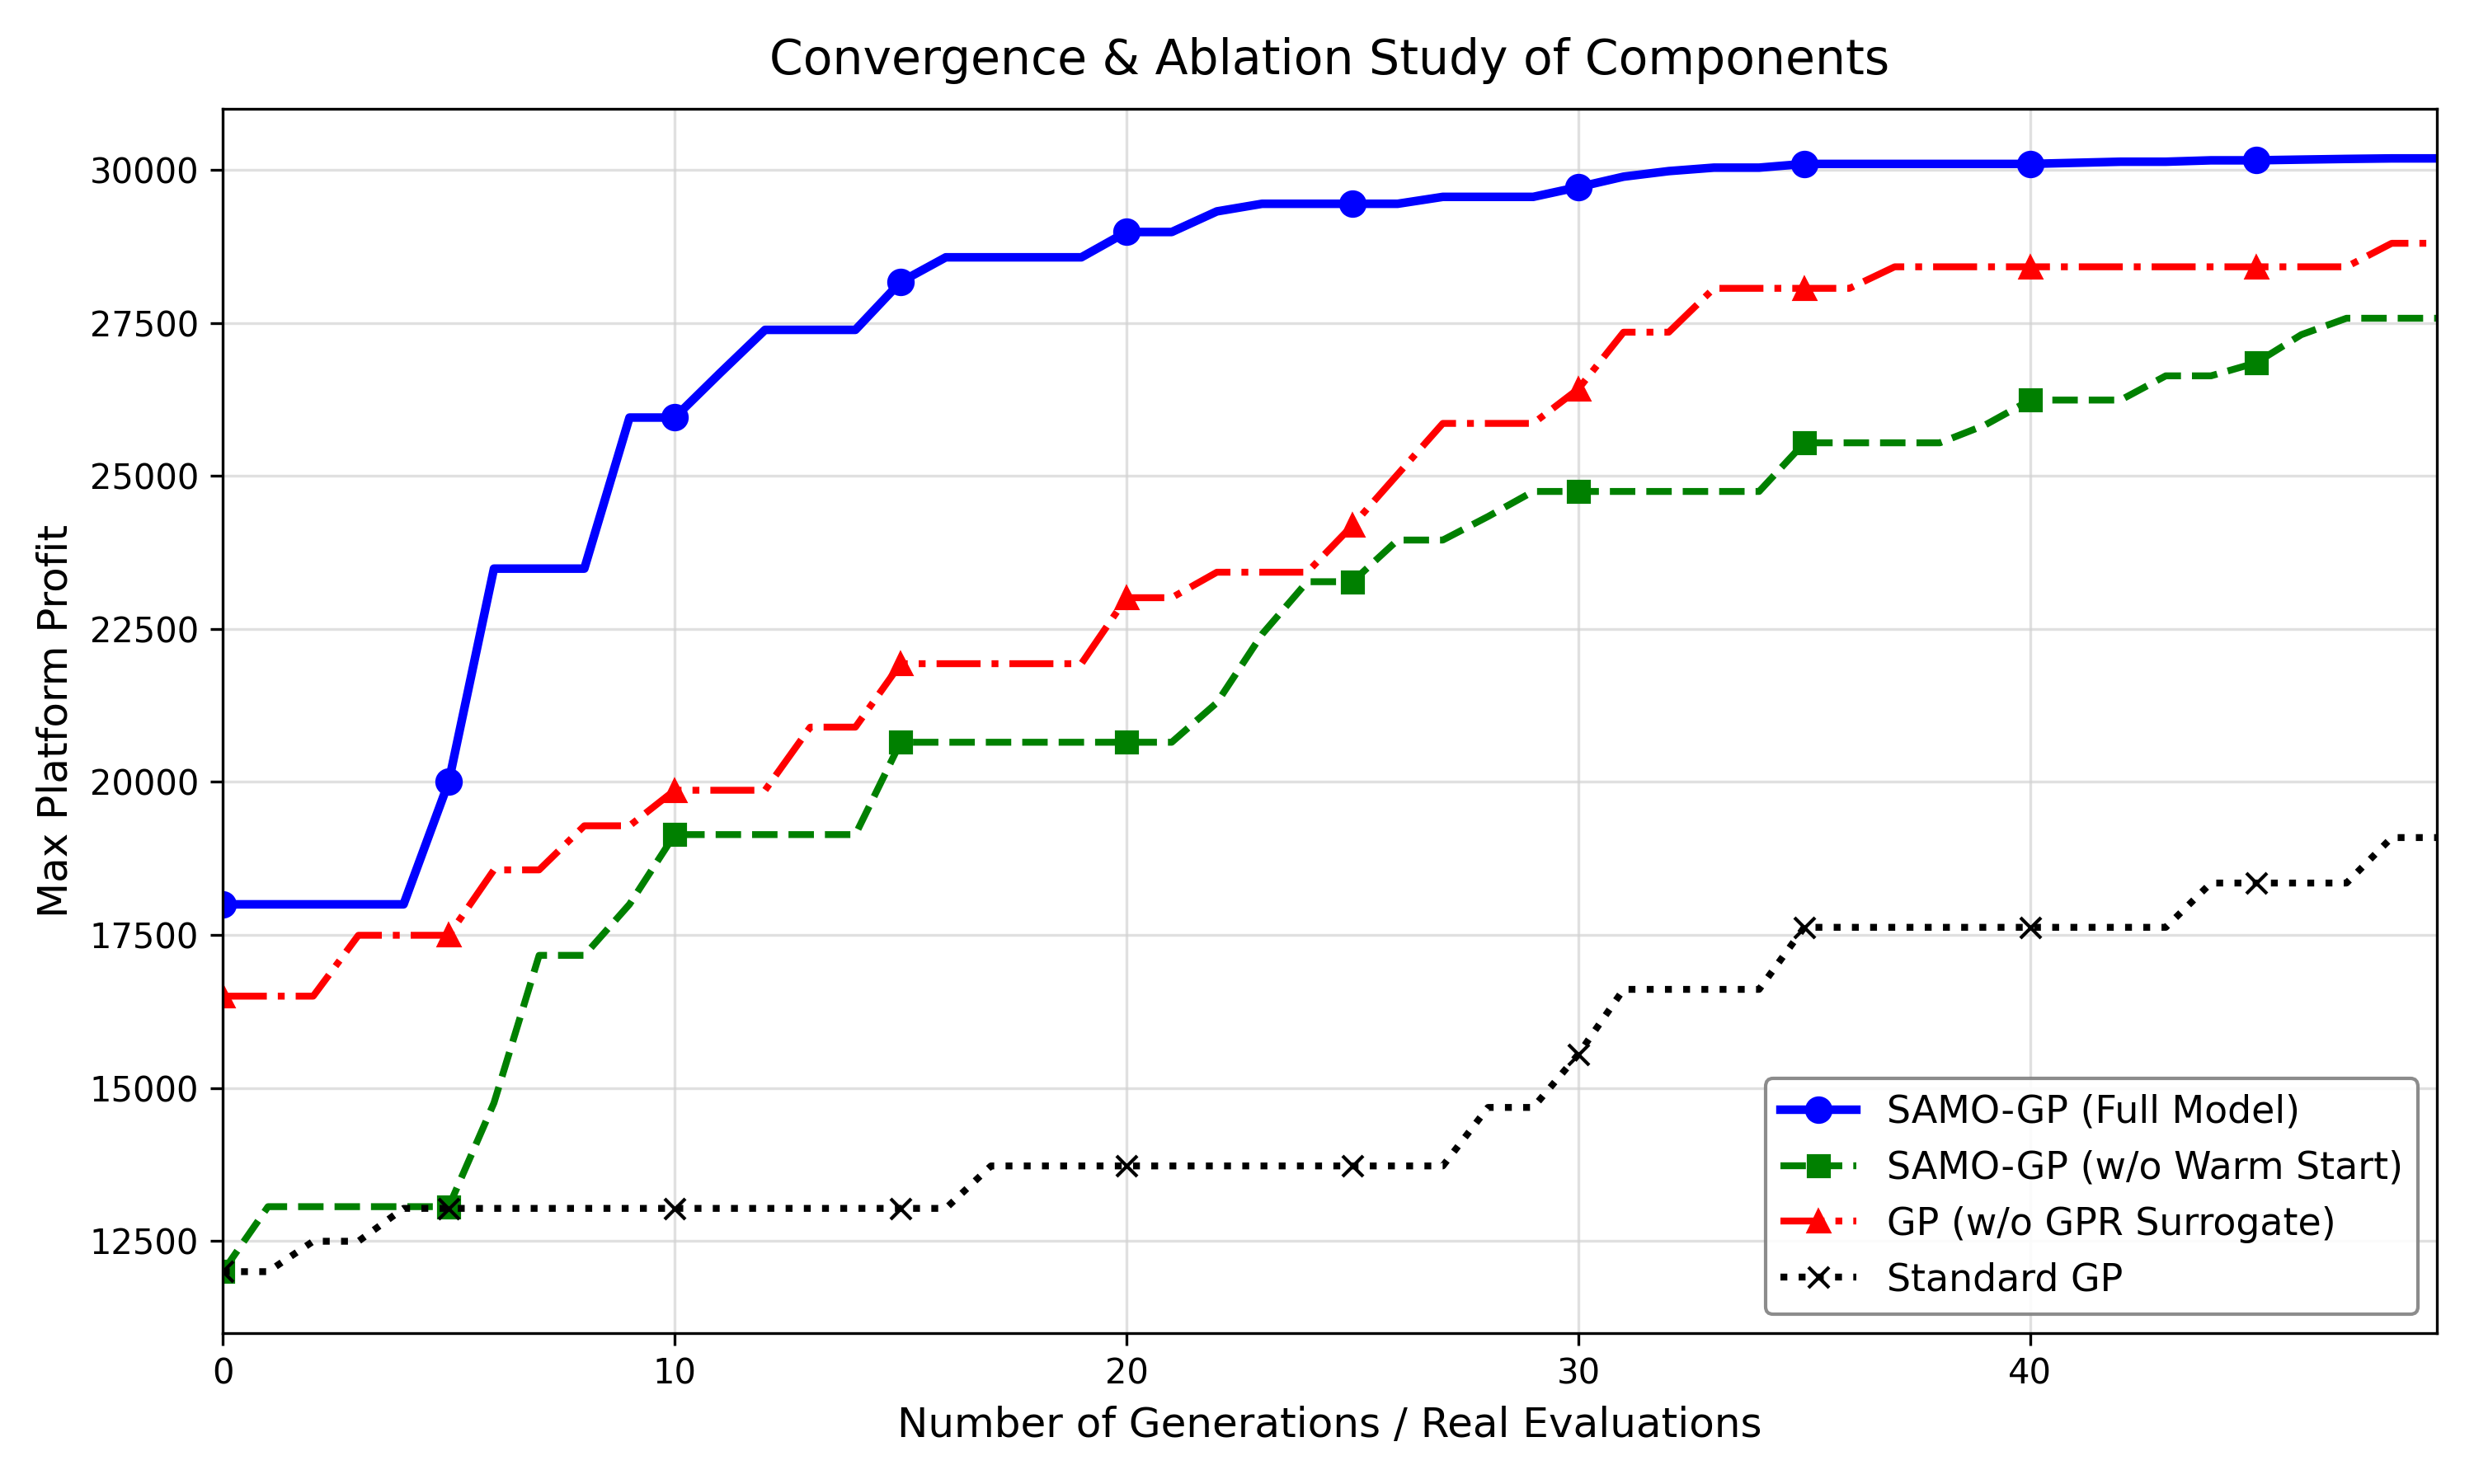 Convergence & Ablation Study of Components
Max Platform Profit
30000
27500
25000
22500
20000
17500
15000
12500
0 10 20 30 40
Number of Generations / Real Evaluations
SAMO-GP (Full Model)
SAMO-GP (w/o Warm Start)
GP (w/o GPR Surrogate)
Standard GP